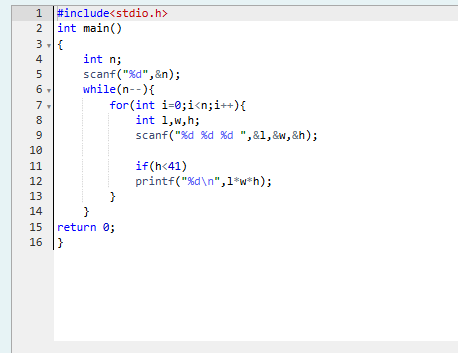 1 #include<stdio.h>
2 int main()
3 {
4     int n;
5     scanf("%d",&n);
6     while(n--){
7         for(int i=0;i<n;i++){
8             int l,w,h;
9             scanf("%d %d %d ",&l,&w,&h);
10
11             if(h<41)
12             printf("%d\n",l*w*h);
13         }
14     }
15 return 0;
16 }